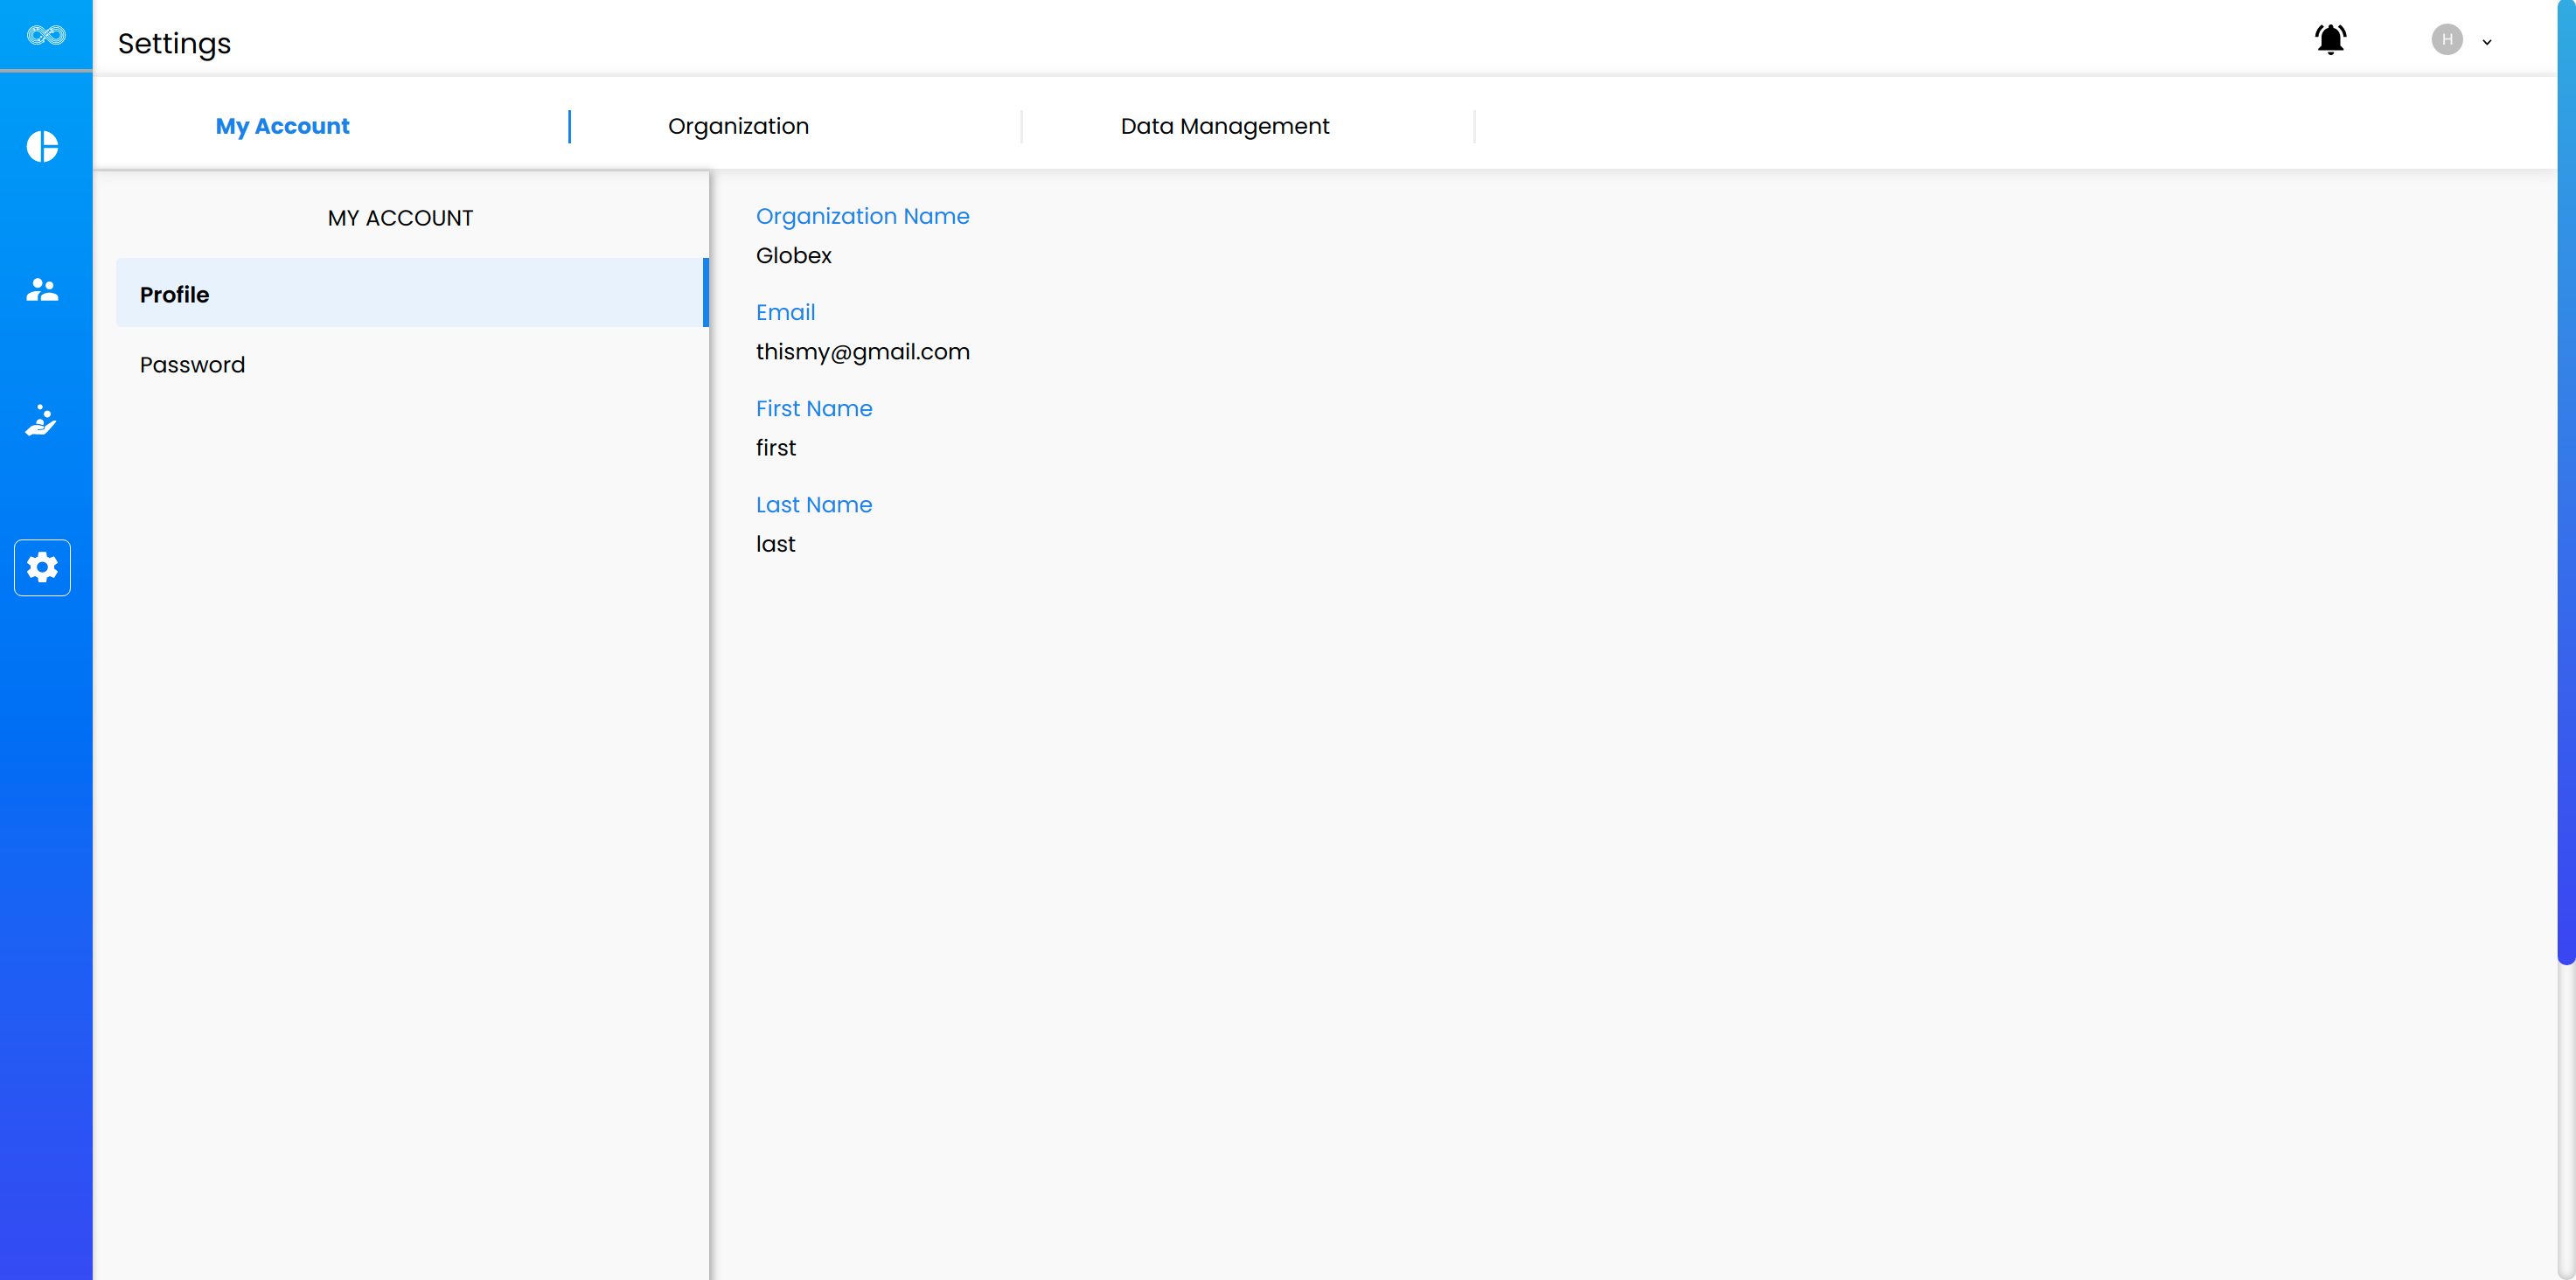 Settings
H
My Account
Organization
Data Management
MY ACCOUNT
Profile
Password
Organization Name
Globex
Email
thismy@gmail.com
First Name
first
Last Name
last